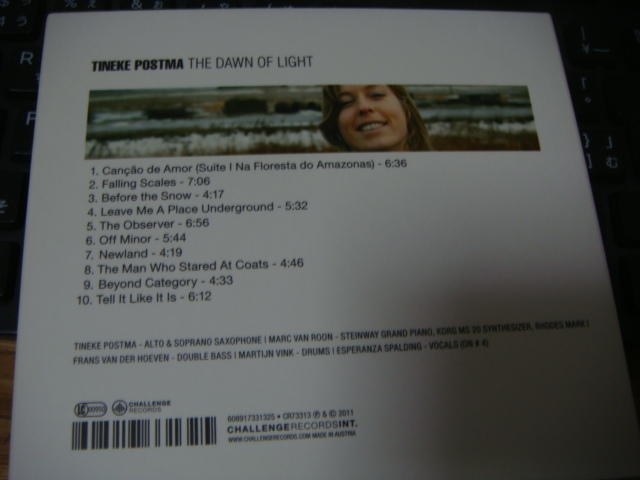 TINEKE POSTMA THE DAWN OF LIGHT
1. Canção de Amor (Suite I Na Floresta do Amazonas) - 6:36
2. Falling Scales - 7:06
3. Before the Snow - 4:17
4. Leave Me A Place Underground - 5:32
5. The Observer - 6:56
6. Off Minor - 5:44
7. Newland - 4:19
8. The Man Who Stared At Coats - 4:46
9. Beyond Category - 4:33
10. Tell It Like It Is - 6:12
TINEKE POSTMA - ALTO & SOPRANO SAXOPHONE | MARC VAN ROON - STEINWAY GRAND PIANO, KORG MS 20 SYNTHESIZER, RHODES MARK I
FRANS VAN DER HOEVEN - DOUBLE BASS | MARTIJN VINK - DRUMS | ESPERANZA SPALDING - VOCALS (ON # 4)
CHALLENGE
RECORDS
608917331325 • CR73313 ℗ & © 2011
CHALLENGERECORDSINT.
WWW.CHALLENGERECORDS.COM MADE IN AUSTRIA